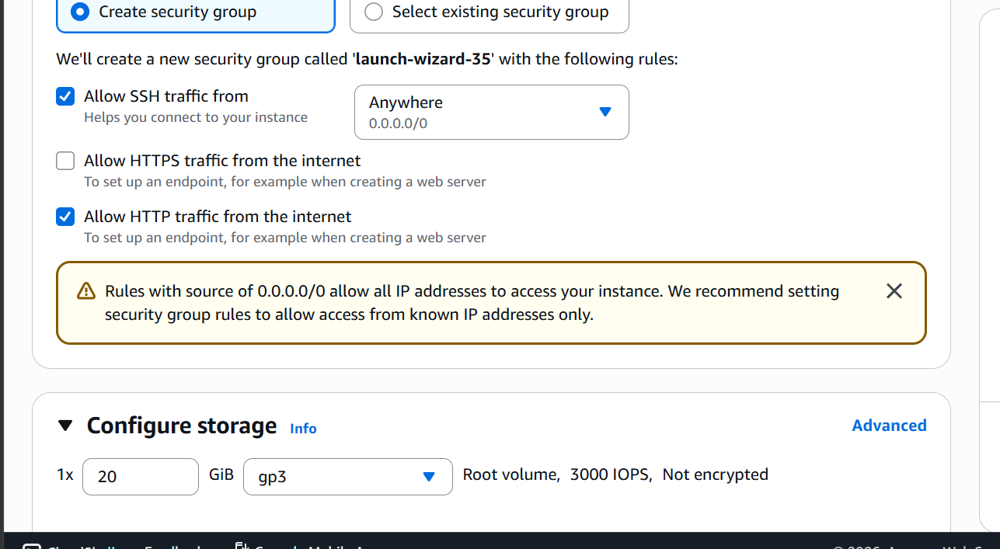 Create security group
Select existing security group
We'll create a new security group called 'launch-wizard-35' with the following rules:
Allow SSH traffic from
Helps you connect to your instance
Anywhere
0.0.0.0/0
Allow HTTPS traffic from the internet
To set up an endpoint, for example when creating a web server
Allow HTTP traffic from the internet
To set up an endpoint, for example when creating a web server
Rules with source of 0.0.0.0/0 allow all IP addresses to access your instance. We recommend setting
security group rules to allow access from known IP addresses only.
Configure storage Info
Advanced
1x 20 GiB gp3 Root volume, 3000 IOPS, Not encrypted